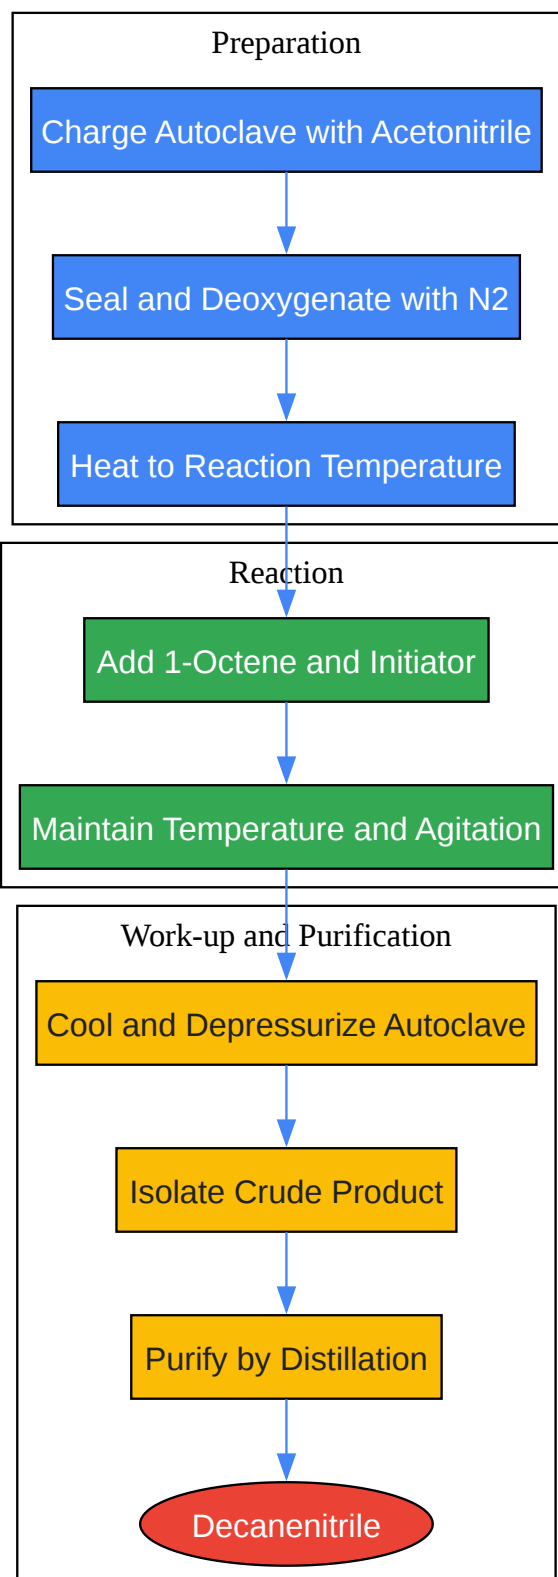 Preparation
Charge Autoclave with Acetonitrile
Seal and Deoxygenate with N2
Heat to Reaction Temperature
Reaction
Add 1-Octene and Initiator
Maintain Temperature and Agitation
Work-up and Purification
Cool and Depressurize Autoclave
Isolate Crude Product
Purify by Distillation
Decanenitrile